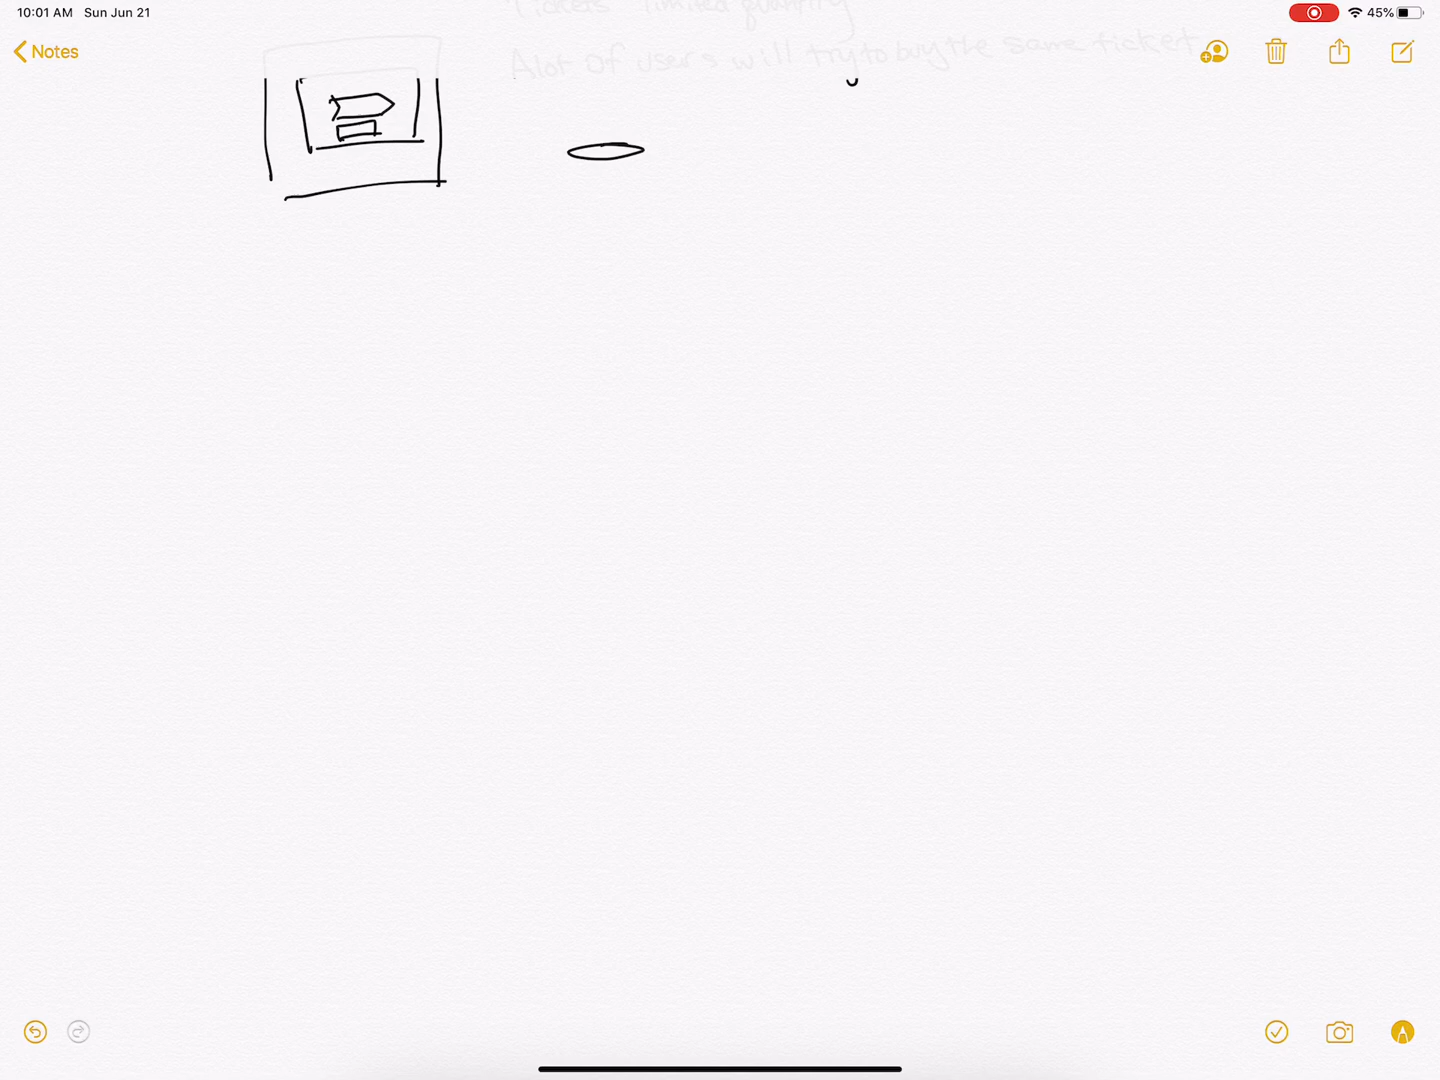 10:01 AM Sun Jun 21
45%
Tickets limited quantity
Notes
A lot Of users will try to buy the same ticket